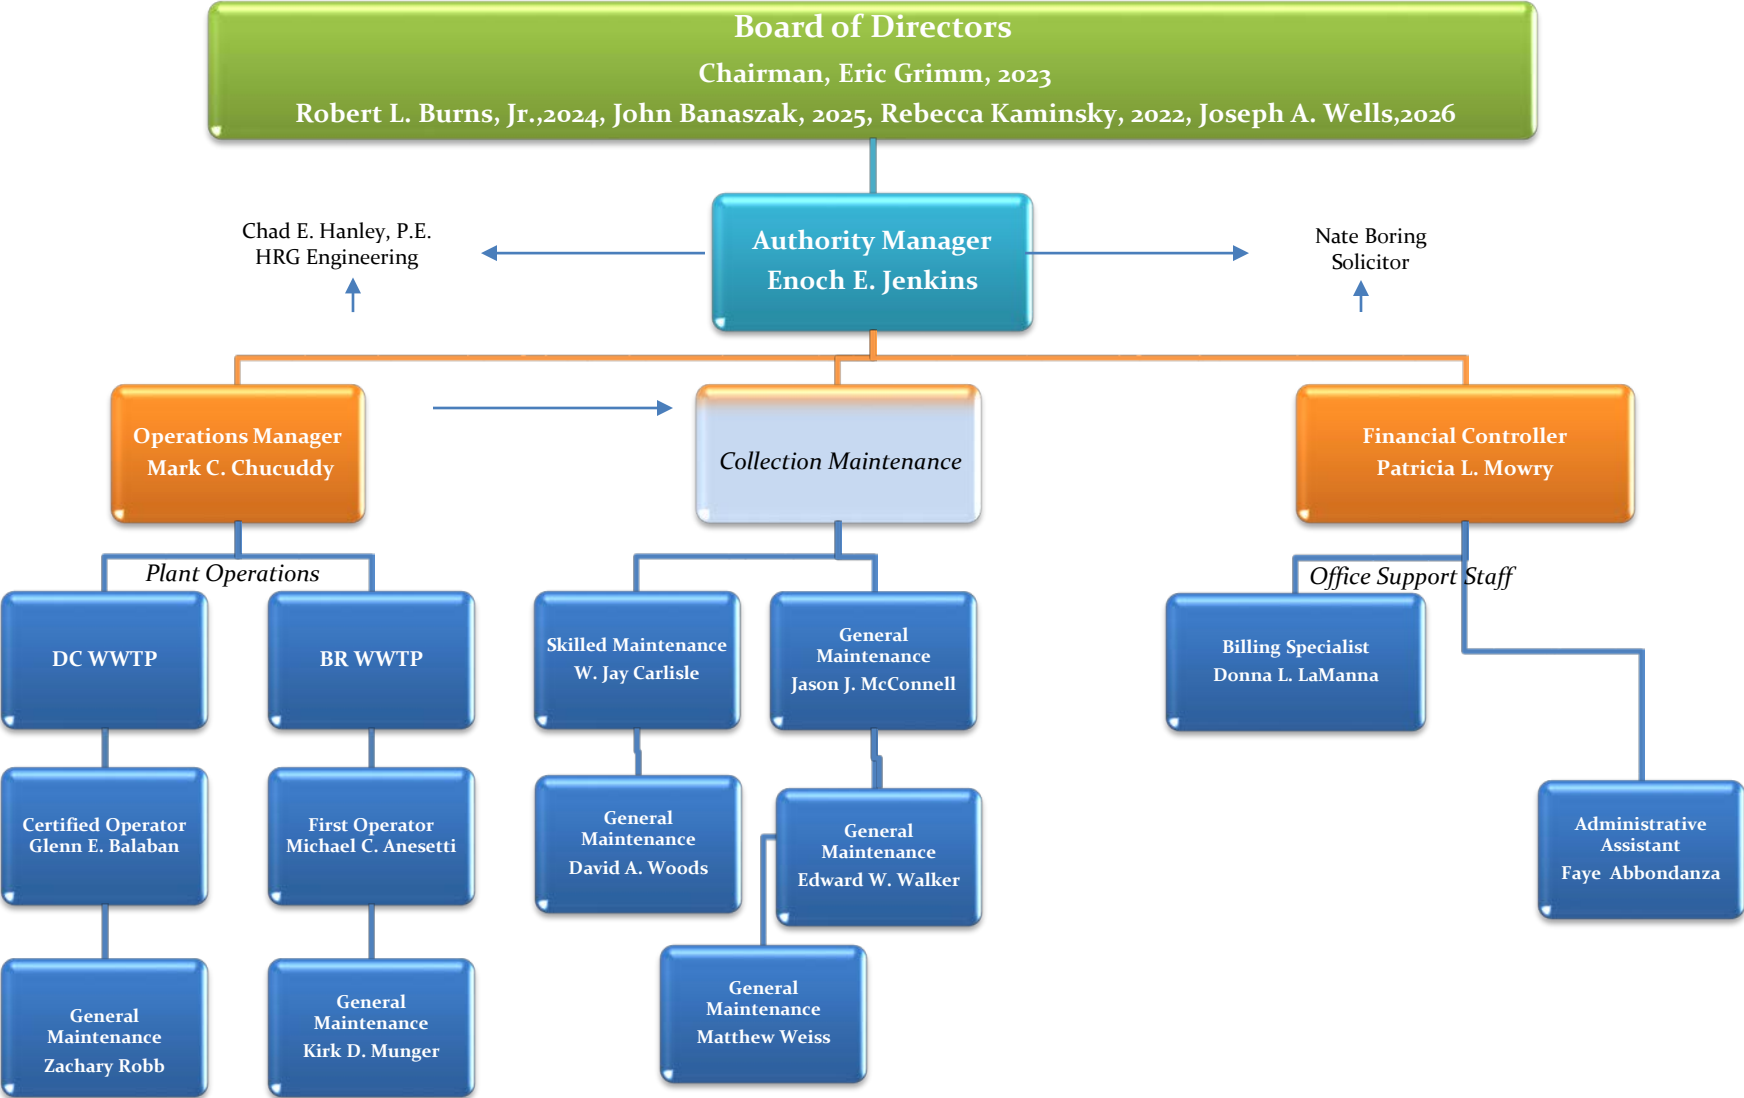 Board of Directors
Chairman, Eric Grimm, 2023
Robert L. Burns, Jr.,2024, John Banaszak, 2025, Rebecca Kaminsky, 2022, Joseph A. Wells,2026
Chad E. Hanley, P.E.
HRG Engineering
Authority Manager
Enoch E. Jenkins
Nate Boring
Solicitor
Operations Manager
Mark C. Chucuddy
Collection Maintenance
Financial Controller
Patricia L. Mowry
Plant Operations
Office Support Staff
DC WWTP
BR WWTP
Skilled Maintenance
W. Jay Carlisle
General
Maintenance
Jason J. McConnell
Billing Specialist
Donna L. LaManna
Certified Operator
Glenn E. Balaban
First Operator
Michael C. Anesetti
General
Maintenance
David A. Woods
General
Maintenance
Edward W. Walker
Administrative
Assistant
Faye  Abbondanza
General
Maintenance
Zachary Robb
General
Maintenance
Kirk D. Munger
General
Maintenance
Matthew Weiss